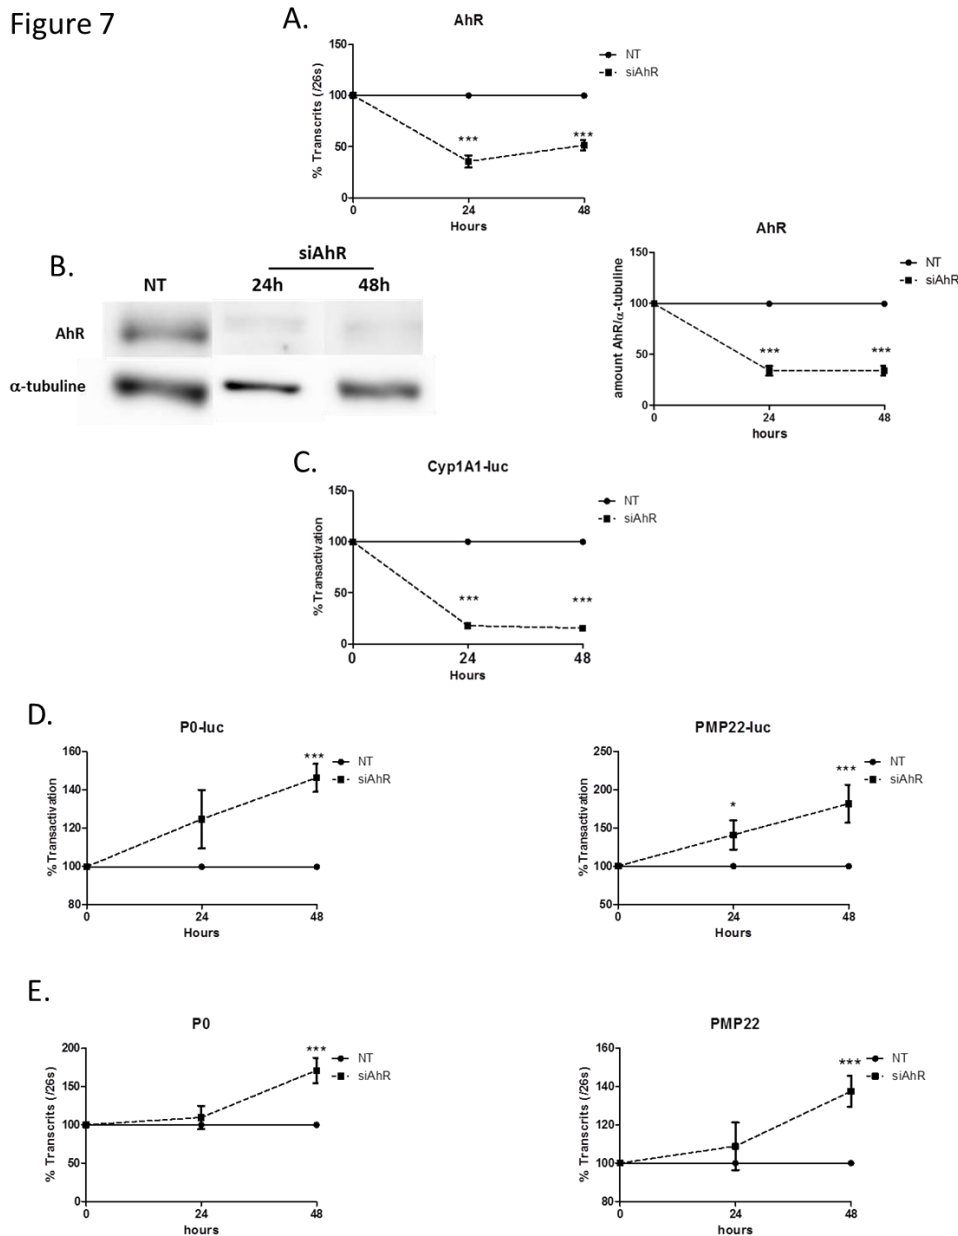 Figure 7
A.
AhR
NT
siAhR
% Transcrits (/26s)
150
100
50
0
***
***
0
24
48
Hours
B.
siAhR
NT
24h
48h
AhR
α-tubuline
AhR
NT
siAhR
amount AhR/α-tubuline
150
100
50
0
***
***
0
24
48
hours
C.
Cyp1A1-luc
NT
siAhR
% Transactivation
150
100
50
0
***
***
0
24
48
Hours
D.
P0-luc
NT
siAhR
% Transactivation
160
140
120
100
80
***
0
24
48
Hours
PMP22-luc
NT
siAhR
% Transactivation
250
200
150
100
50
*
***
0
24
48
Hours
E.
P0
NT
siAhR
% Transcrits (/26s)
200
150
100
50
0
***
0
24
48
hours
PMP22
NT
siAhR
% Transcrits (/26s)
160
140
120
100
80
***
0
24
48
hours